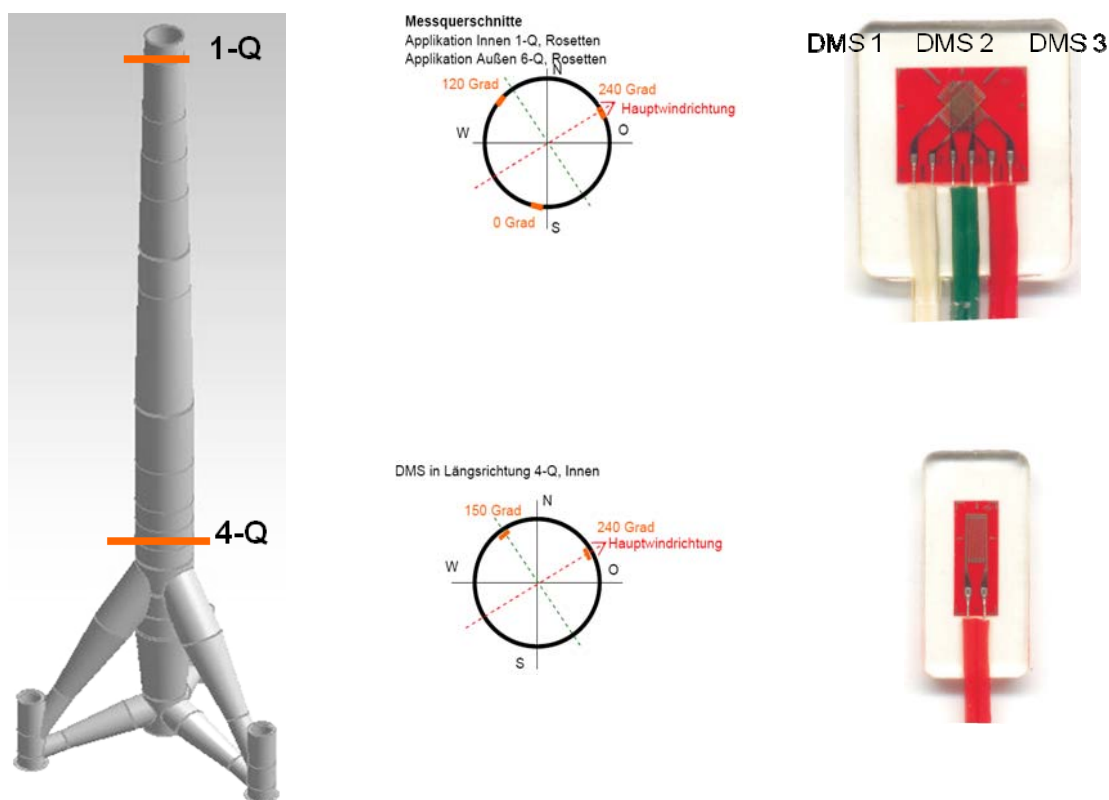 1-Q
4-Q
Messquerschnitte
Applikation Innen 1-Q, Rosetten
Applikation Außen 6-Q, Rosetten
N
120 Grad
240 Grad
Hauptwindrichtung
W
O
0 Grad
S
DMS in Längsrichtung 4-Q, Innen
N
150 Grad
240 Grad
Hauptwindrichtung
W
O
S
DMS 1 DMS 2 DMS 3